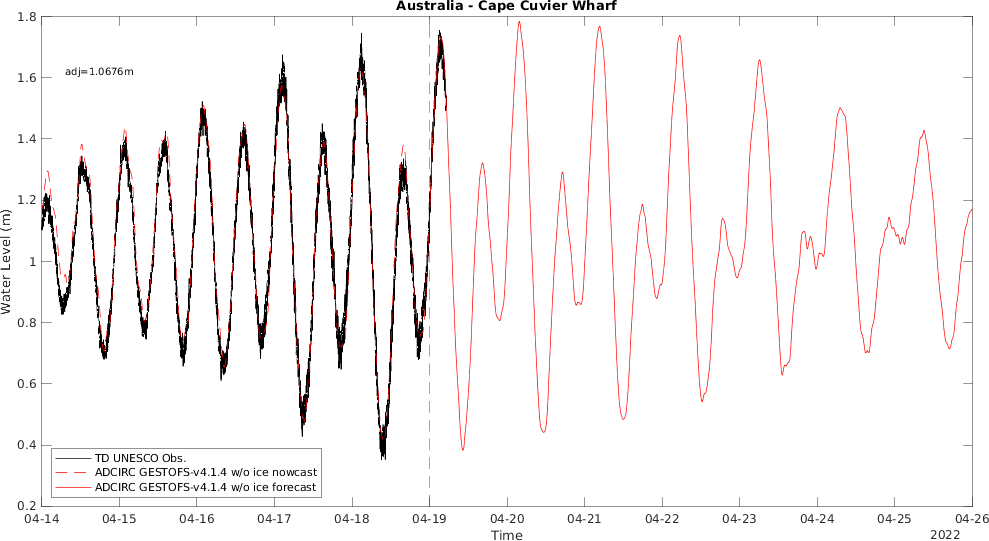 Australia - Cape Cuvier Wharf
1.8
adj=1.0676m
1.6
1.4
1.2
1
0.8
0.6
0.4
0.2
Water Level (m)
TD UNESCO Obs.
ADCIRC GESTOFS-v4.1.4 w/o ice nowcast
ADCIRC GESTOFS-v4.1.4 w/o ice forecast
04-14 04-15 04-16 04-17 04-18 04-19 04-20 04-21 04-22 04-23 04-24 04-25 04-26
Time
2022